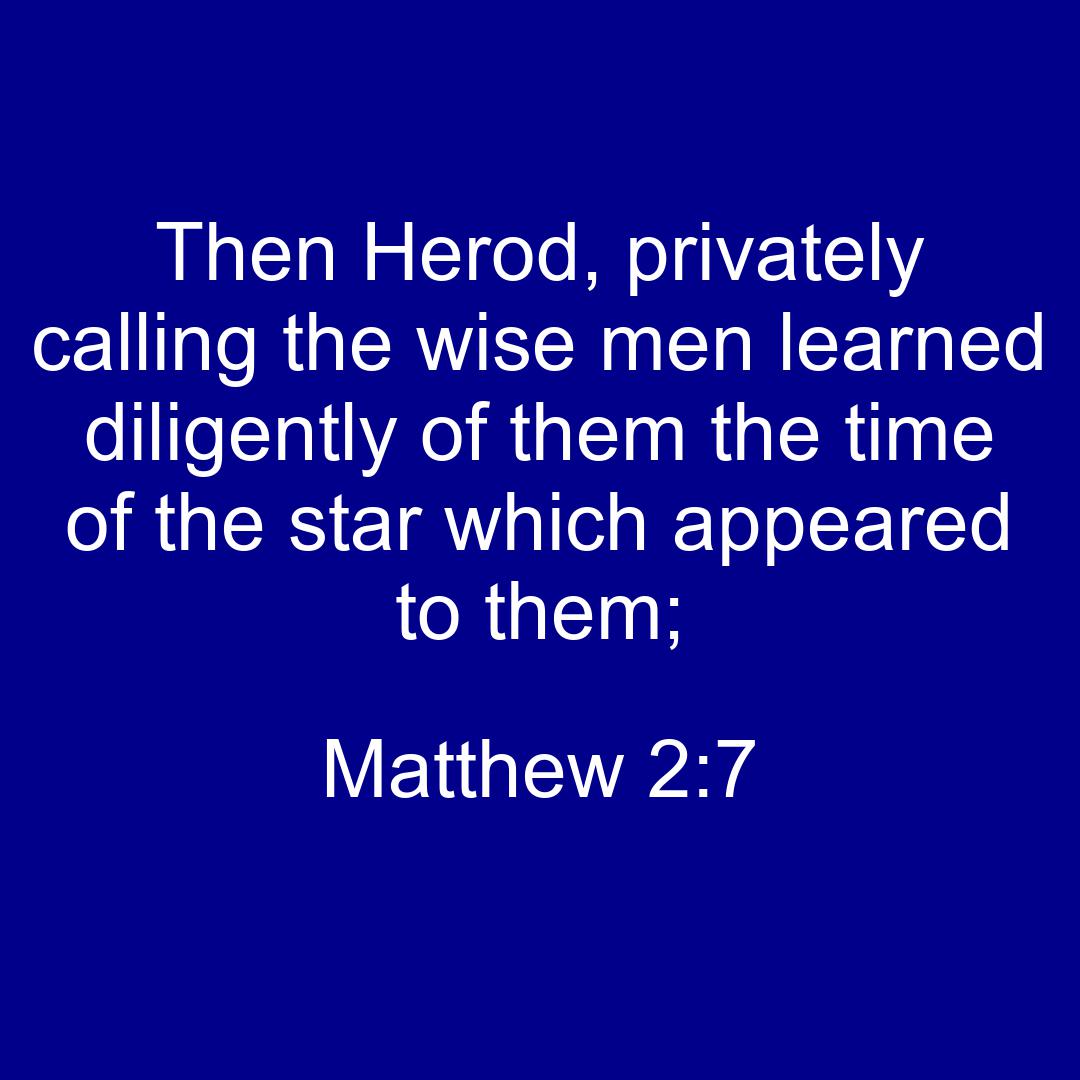 Then Herod, privately
calling the wise men learned
diligently of them the time
of the star which appeared
to them;
Matthew 2:7